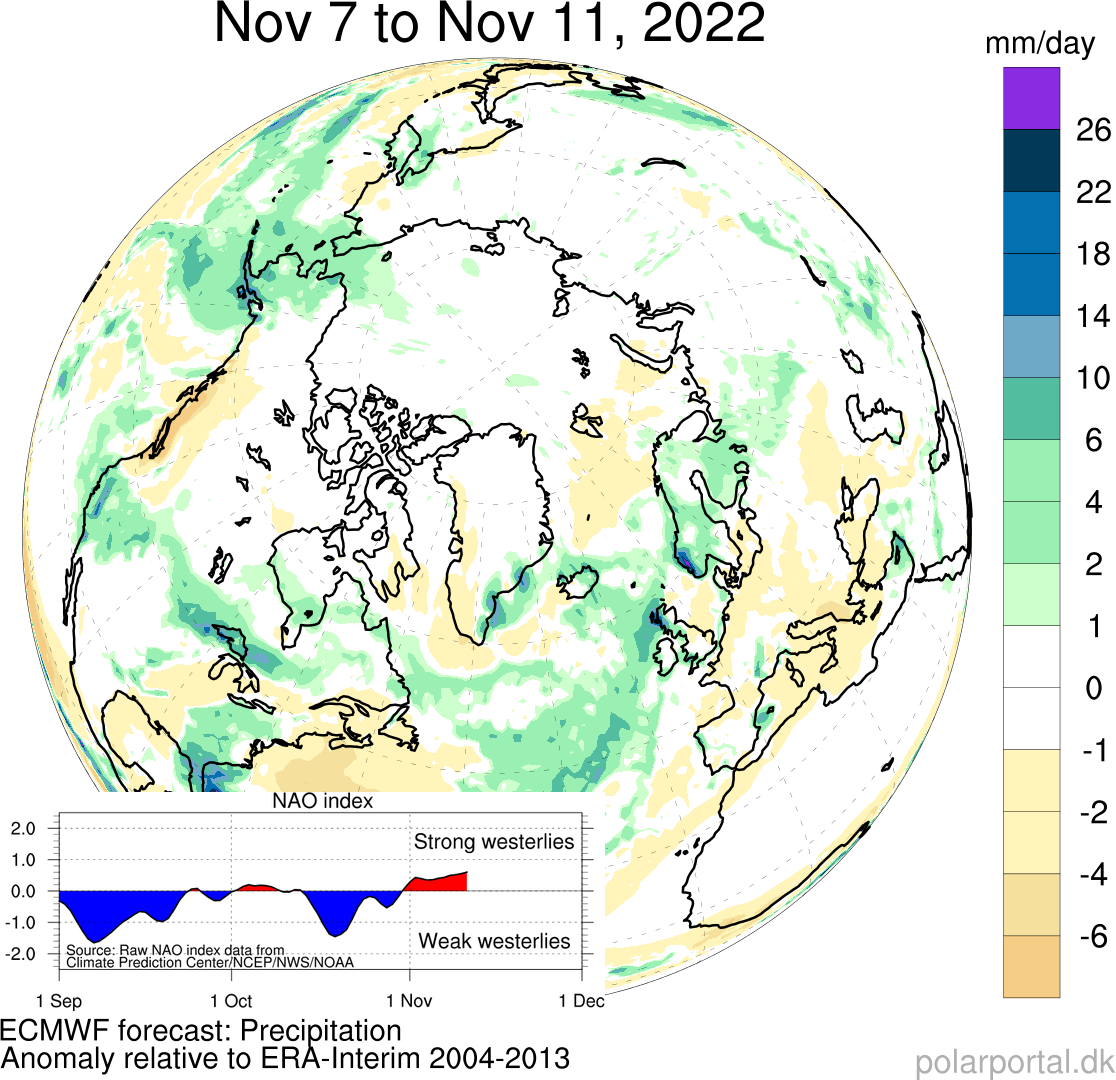 Nov 7 to Nov 11, 2022
mm/day
26
22
18
14
10
6
4
2
1
0
-1
-2
-4
-6
NAO index
2.0
1.0
0.0
-1.0
-2.0
Strong westerlies
Weak westerlies
Source: Raw NAO index data from
Climate Prediction Center/NCEP/NWS/NOAA
1 Sep 1 Oct 1 Nov 1 Dec
ECMWF forecast: Precipitation
Anomaly relative to ERA-Interim 2004-2013
polarportal.dk